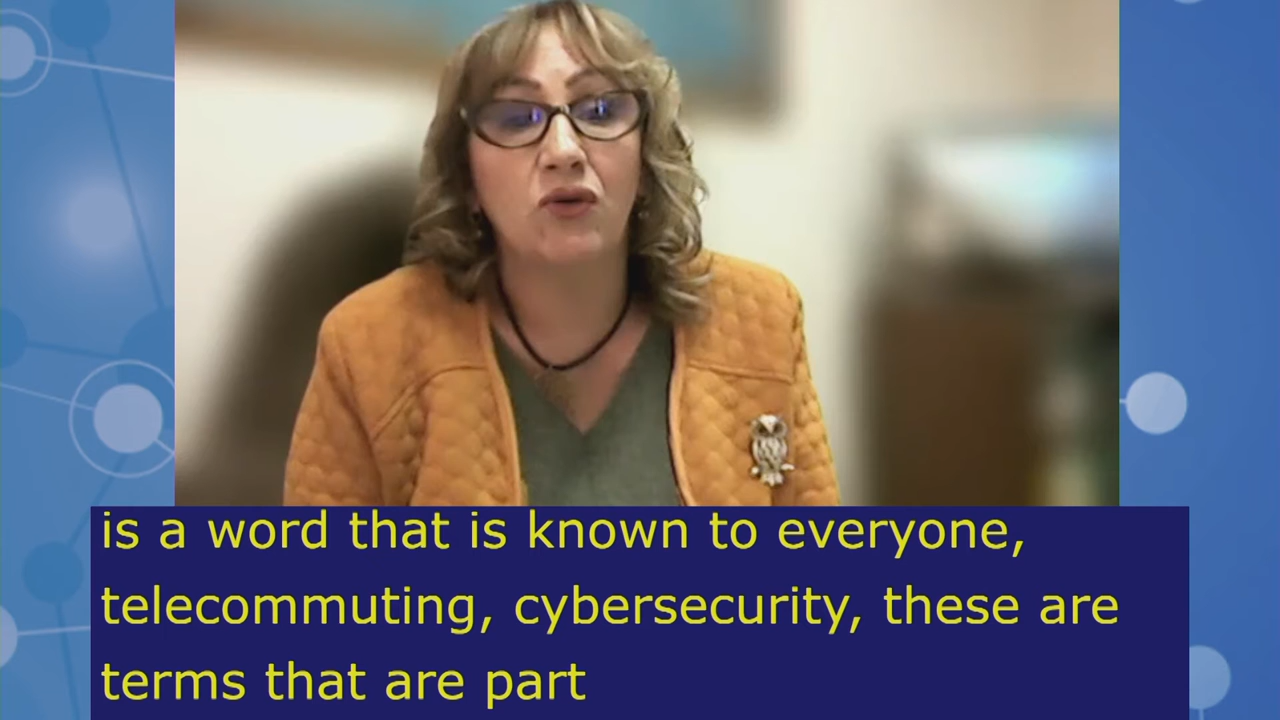 is a word that is known to everyone,
telecommuting, cybersecurity, these are
terms that are part